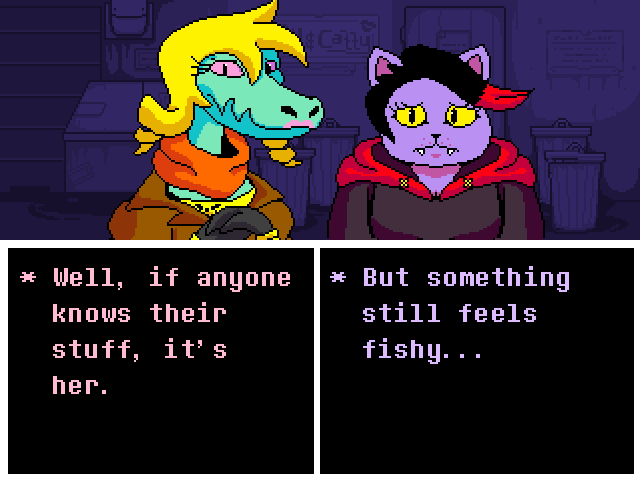 * Well, if anyone
knows their
stuff, it's
her.
* But something
still feels
fishy...